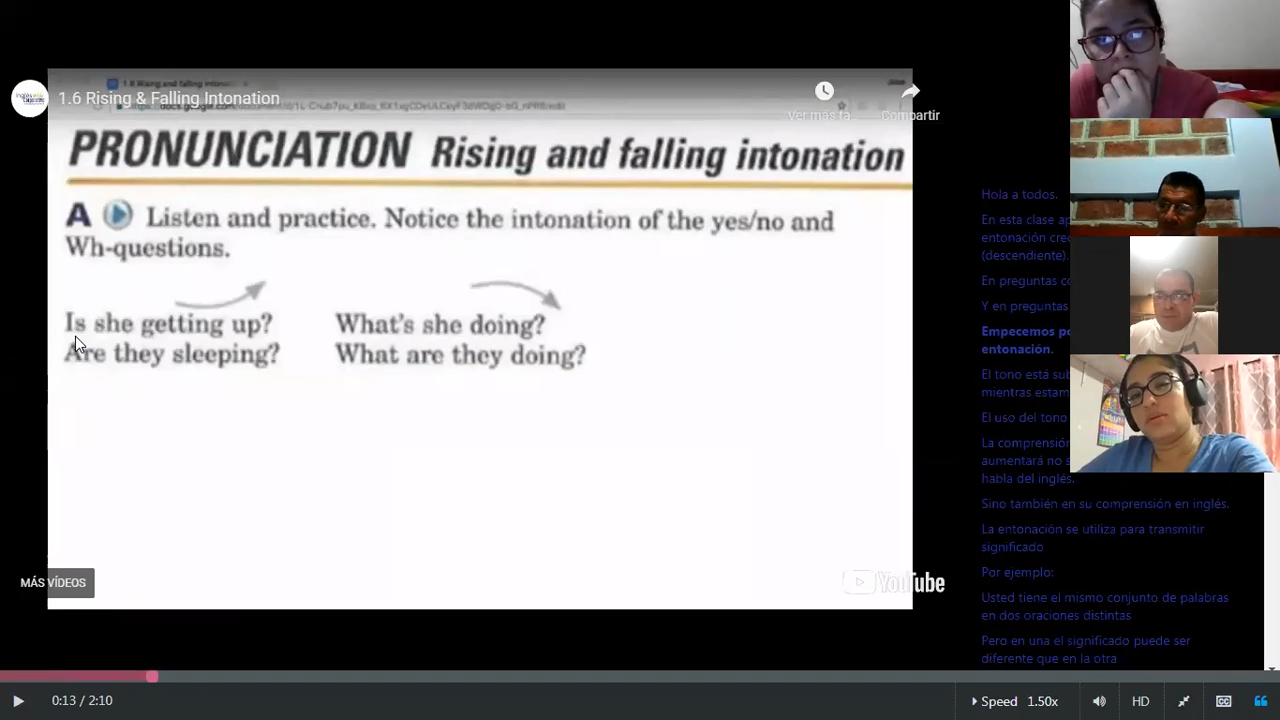 1.6 Rising & Falling Intonation
Ver más ta...
Compartir
PRONUNCIATION Rising and falling intonation
A Listen and practice. Notice the intonation of the yes/no and
Wh-questions.
Is she getting up? What's she doing?
Are they sleeping? What are they doing?
MÁS VÍDEOS
YouTube
Hola a todos.
En esta clase
entonación
(descendiente).
En preguntas
Y en preguntas
Empecemos
entonación.
El tono está
mientras
El uso del tono
La comprensión
aumentará no
habla del inglés.
Sino también en su comprensión en inglés.
La entonación se utiliza para transmitir
significado
Por ejemplo:
Usted tiene el mismo conjunto de palabras
en dos oraciones distintas
Pero en una el significado puede ser
diferente que en la otra
0:13 / 2:10
Speed 1.50x
HD
CC